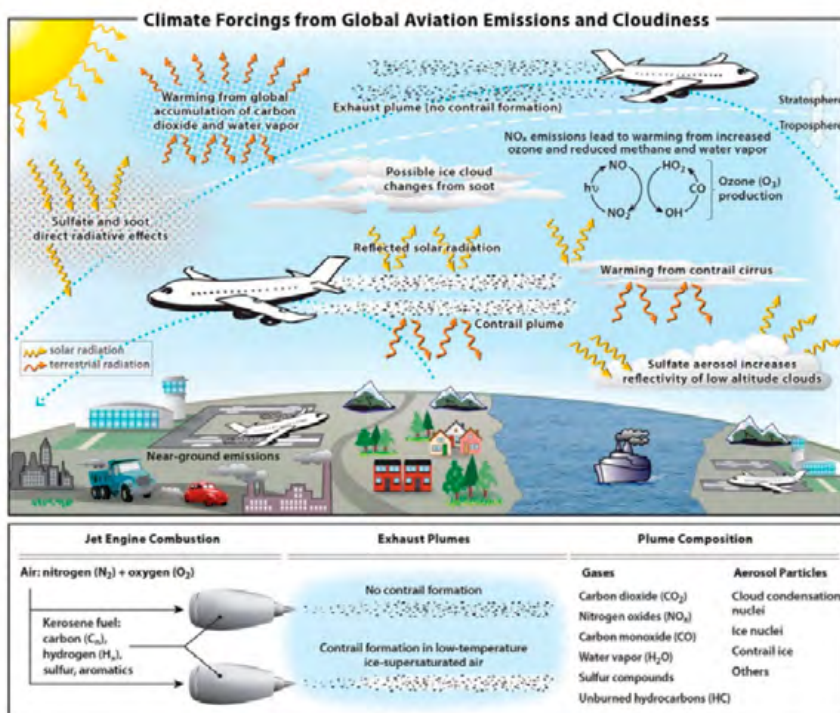 Climate Forcings from Global Aviation Emissions and Cloudiness
Warming from global
accumulation of carbon
dioxide and water vapor
Exhaust plume (no contrail formation)
Stratosphere
Troposphere
NOₓ emissions lead to warming from increased
ozone and reduced methane and water vapor
Possible ice cloud
changes from soot
NO
HO₂
hυ
CO
NO₂
OH
Ozone (O₃)
production
Sulfate and soot
direct radiative effects
Reflected solar radiation
Warming from contrail cirrus
Contrail plume
solar radiation
terrestrial radiation
Sulfate aerosol increases
reflectivity of low altitude clouds
Near-ground emissions
Jet Engine Combustion
Air: nitrogen (N₂) + oxygen (O₂)
Kerosene fuel:
carbon (Cₙ),
hydrogen (Hₙ),
sulfur, aromatics
Exhaust Plumes
No contrail formation
Contrail formation in low-temperature
ice-supersaturated air
Plume Composition
Gases
Carbon dioxide (CO₂)
Nitrogen oxides (NOₓ)
Carbon monoxide (CO)
Water vapor (H₂O)
Sulfur compounds
Unburned hydrocarbons (HC)
Aerosol Particles
Cloud condensation
nuclei
Ice nuclei
Contrail ice
Others